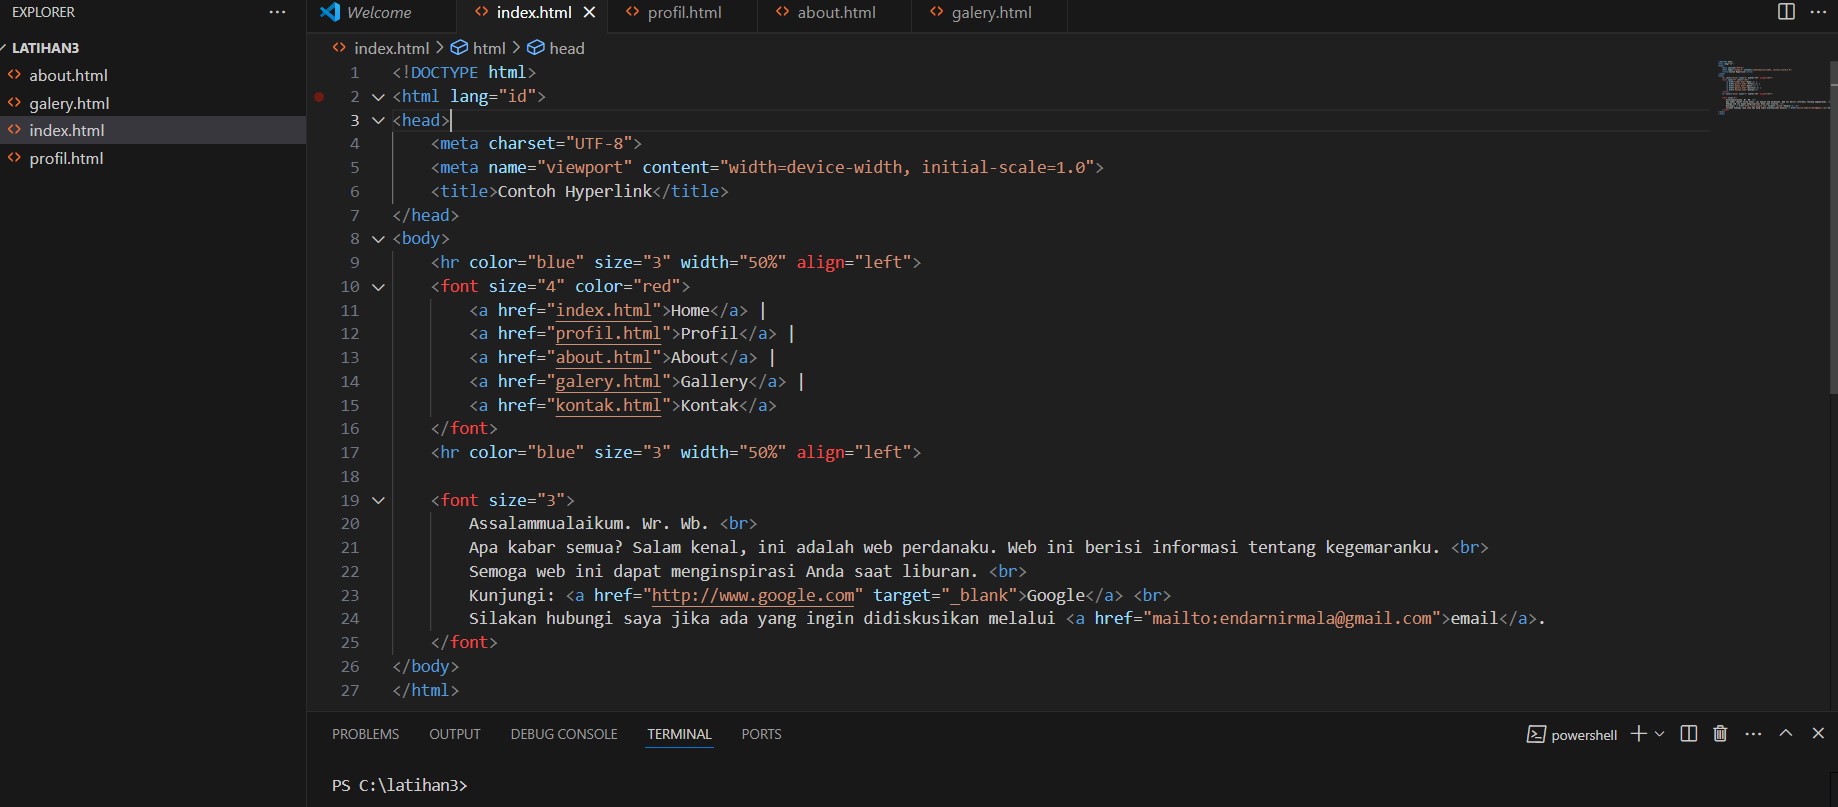 EXPLORER
LATIHAN3
about.html
galery.html
index.html
profil.html
Welcome
index.html
profil.html
about.html
galery.html
index.html > html > head
1 <!DOCTYPE html>
2 <html lang="id">
3 <head>
4 <meta charset="UTF-8">
5 <meta name="viewport" content="width=device-width, initial-scale=1.0">
6 <title>Contoh Hyperlink</title>
7 </head>
8 <body>
9 <hr color="blue" size="3" width="50%" align="left">
10 <font size="4" color="red">
11 <a href="index.html">Home</a> |
12 <a href="profil.html">Profil</a> |
13 <a href="about.html">About</a> |
14 <a href="galery.html">Gallery</a> |
15 <a href="kontak.html">Kontak</a>
16 </font>
17 <hr color="blue" size="3" width="50%" align="left">
18
19 <font size="3">
20 Assalammualaikum. Wr. Wb. <br>
21 Apa kabar semua? Salam kenal, ini adalah web perdanaku. Web ini berisi informasi tentang kegemaranku. <br>
22 Semoga web ini dapat menginspirasi Anda saat liburan. <br>
23 Kunjungi: <a href="http://www.google.com" target="_blank">Google</a> <br>
24 Silakan hubungi saya jika ada yang ingin didiskusikan melalui <a href="mailto:endarnirmala@gmail.com">email</a>.
25 </font>
26 </body>
27 </html>
PROBLEMS OUTPUT DEBUG CONSOLE TERMINAL PORTS
powershell
PS C:\latihan3>